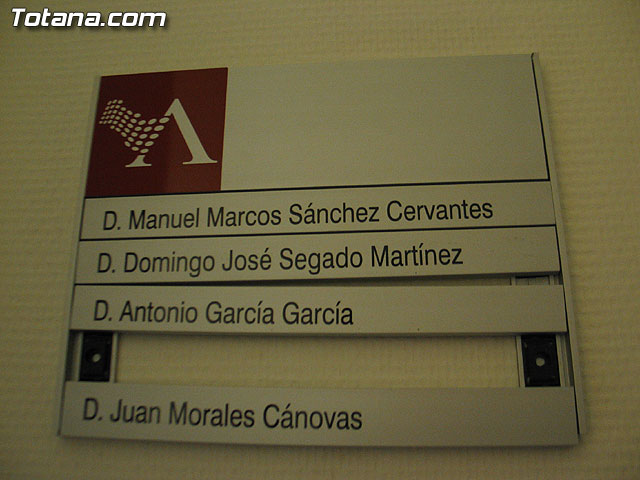 Totana.com
D. Manuel Marcos Sánchez Cervantes
D. Domingo José Segado Martínez
D. Antonio García García
D. Juan Morales Cánovas